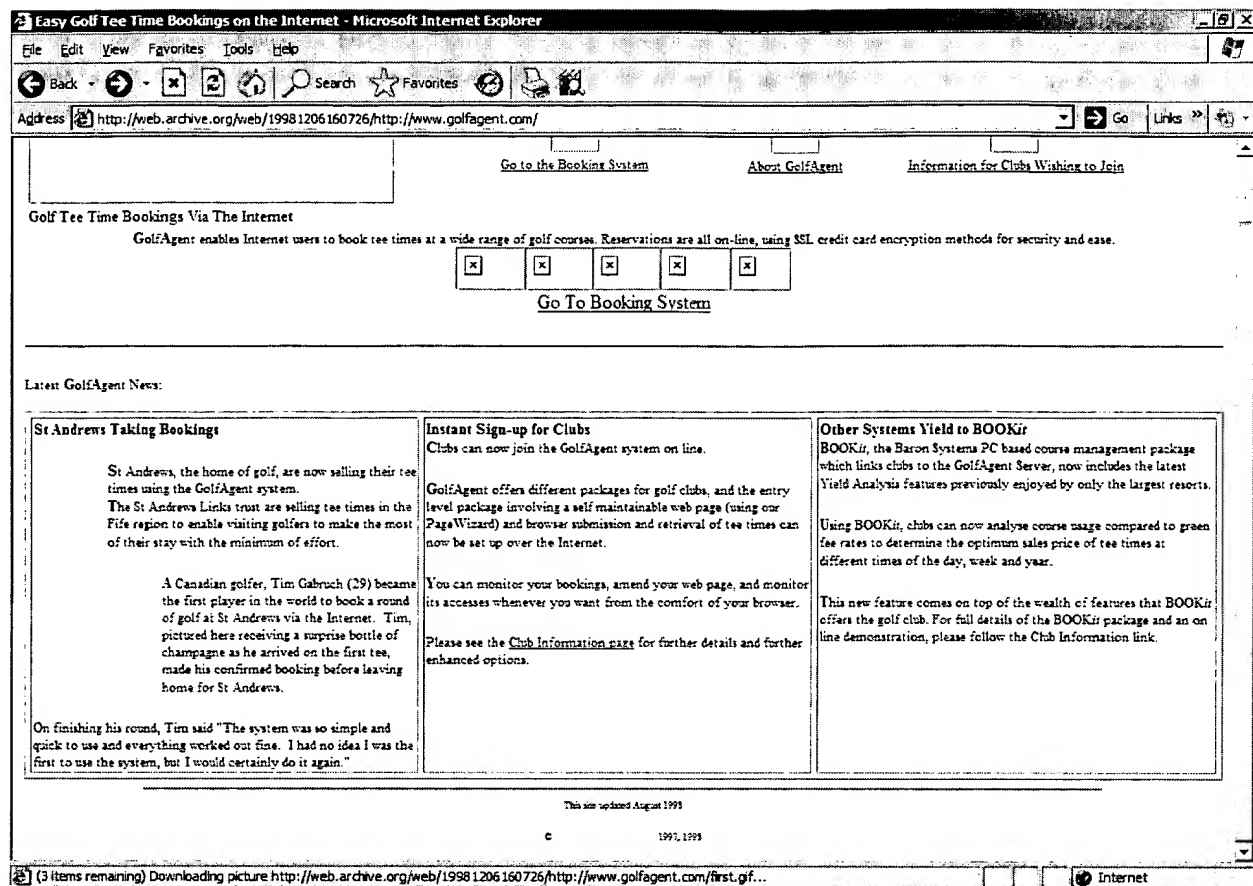 Easy Golf Tee Time Bookings on the Internet - Microsoft Internet Explorer
File Edit View Favorites Tools Help
Back Search Favorites
Address http://web.archive.org/web/19981206160726/http://www.golfagent.com/ Go Links »
Go to the Booking System About GolfAgent Information for Clubs Wishing to Join
Golf Tee Time Bookings Via The Internet
GolfAgent enables Internet users to book tee times at a wide range of golf courses. Reservations are all on-line, using SSL credit card encryption methods for security and ease.
Go To Booking System
Latest GolfAgent News:
St Andrews Taking Bookings
St Andrews, the home of golf, are now selling their tee
times using the GolfAgent system.
The St Andrews Links trust are selling tee times in the
Fife region to enable visiting golfers to make the most
of their stay with the minimum of effort.
A Canadian golfer, Tim Gabruch (29) became
the first player in the world to book a round
of golf at St Andrews via the Internet. Tim,
pictured here receiving a surprise bottle of
champagne as he arrived on the first tee,
made his confirmed booking before leaving
home for St Andrews.
On finishing his round, Tim said "The system was so simple and
quick to use and everything worked out fine. I had no idea I was the
first to use the system, but I would certainly do it again."
Instant Sign-up for Clubs
Clubs can now join the GolfAgent system on line.
GolfAgent offers different packages for golf clubs, and the entry
level package involving a self maintainable web page (using our
PageWizard) and browser submission and retrieval of tee times can
now be set up over the Internet.
You can monitor your bookings, amend your web page, and monitor
its accesses whenever you want from the comfort of your browser.
Please see the Club Information page for further details and further
enhanced options.
Other Systems Yield to BOOKit
BOOKit, the Baron Systems PC based course management package
which links clubs to the GolfAgent Server, now includes the latest
Yield Analysis features previously enjoyed by only the largest resorts.
Using BOOKit, clubs can now analyse course usage compared to green
fee rates to determine the optimum sales price of tee times at
different times of the day, week and year.
This new feature comes on top of the wealth of features that BOOKit
offers the golf club. For full details of the BOOKit package and an on
line demonstration, please follow the Club Information link.
This site updated August 1998
c 1997, 1998
(3 items remaining) Downloading picture http://web.archive.org/web/19981206160726/http://www.golfagent.com/first.gif... Internet